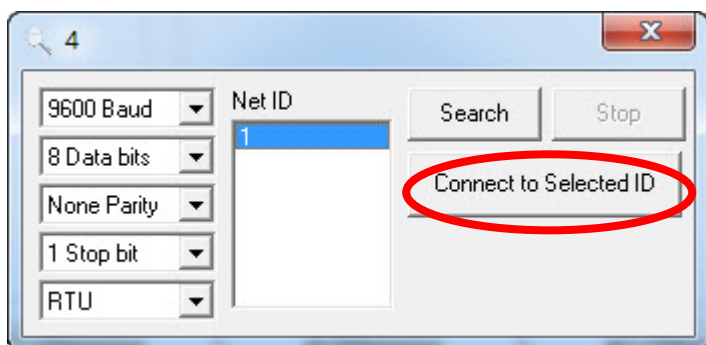 4
9600 Baud
8 Data bits
None Parity
1 Stop bit
RTU
Net ID
1
Search
Stop
Connect to Selected ID